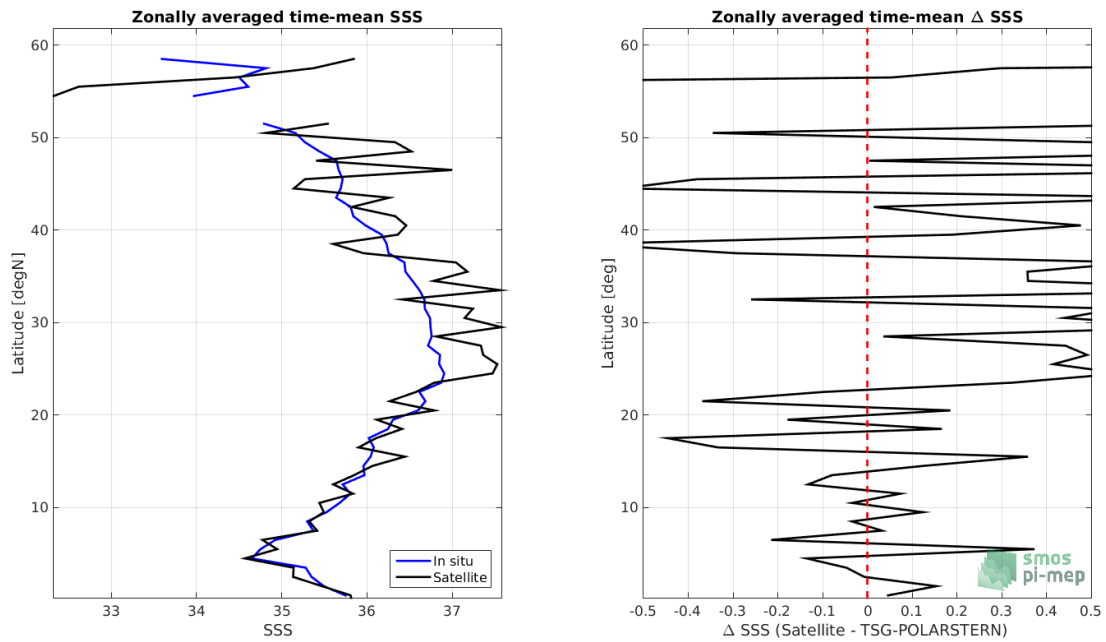 Zonally averaged time-mean SSS
60
50
40
30
20
10
Latitude [degN]
33
34
35
36
37
SSS
In situ
Satellite
Zonally averaged time-mean Δ SSS
60
50
40
30
20
10
Latitude [deg]
-0.5
-0.4
-0.3
-0.2
-0.1
0
0.1
0.2
0.3
0.4
0.5
Δ SSS (Satellite - TSG-POLARSTERN)
smos
pi-mep